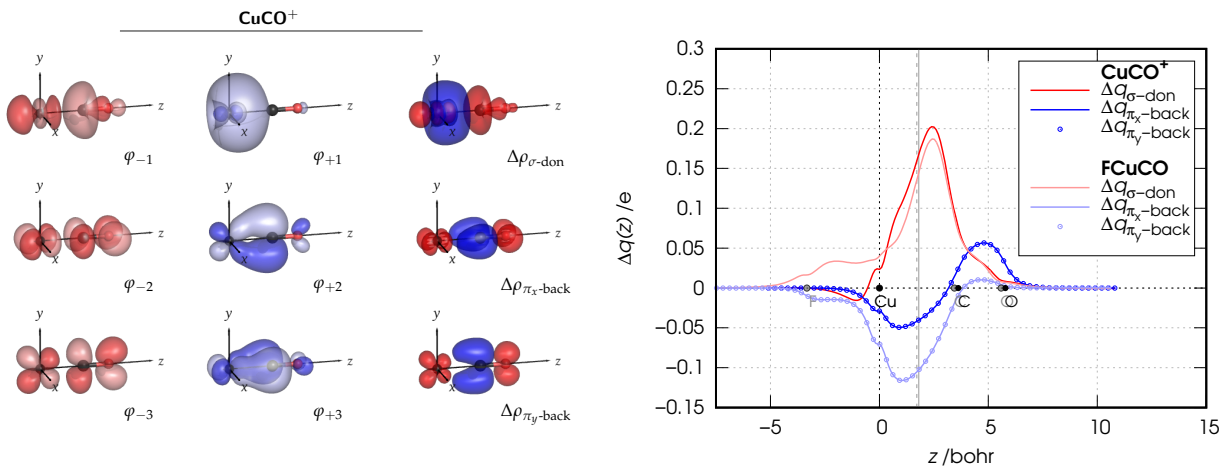 CuCO⁺
y
z
x
φ₋₁
y
z
x
φ₊₁
y
z
x
Δρσ-don
y
z
x
φ₋₂
y
z
x
φ₊₂
y
z
x
Δρπₓ-back
y
z
x
φ₋₃
y
z
x
φ₊₃
y
z
x
Δρπy-back
0.3
0.25
0.2
0.15
0.1
0.05
0
−0.05
−0.1
−0.15
Δq(z) /e
CuCO⁺
Δqσ−don
Δqπₓ−back
Δqπy−back
FCuCO
Δqσ−don
Δqπₓ−back
Δqπy−back
F Cu C C O O
−5 0 5 10 15
z /bohr